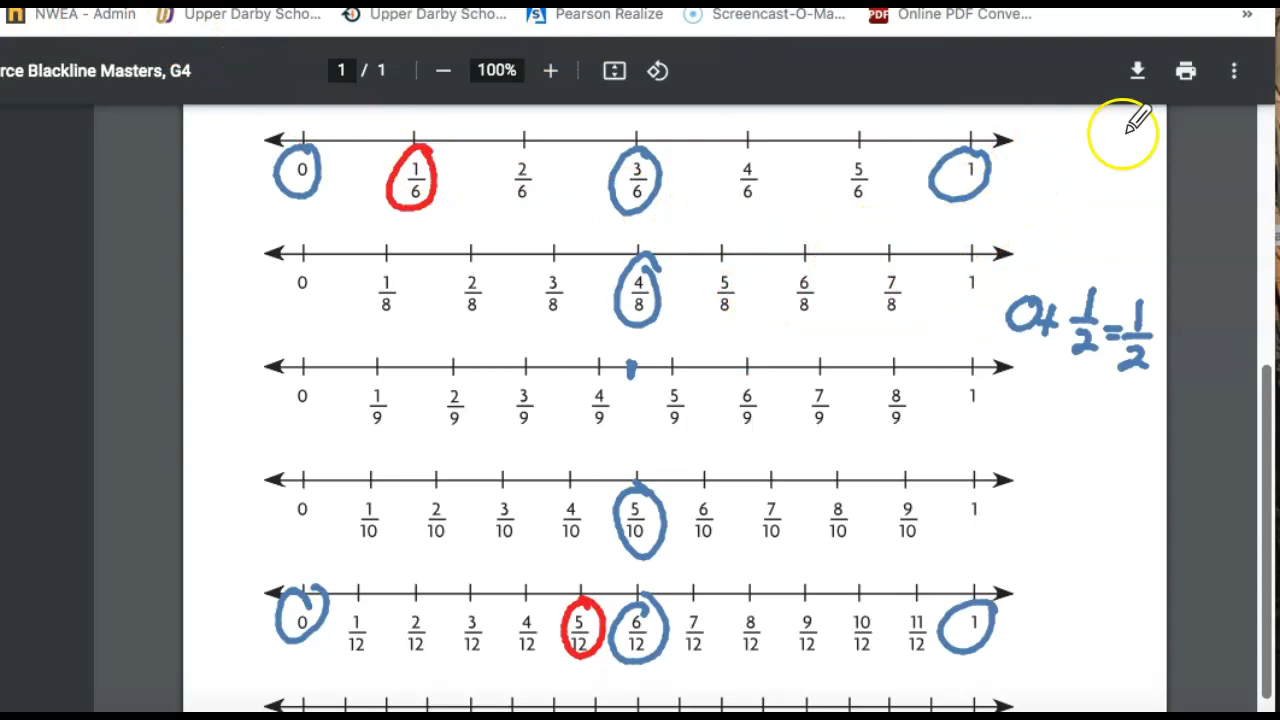 NWEA - Admin Upper Darby Scho... Upper Darby Scho... Pearson Realize Screencast-O-Ma... PDF Online PDF Conve... »
rce Blackline Masters, G4 1 / 1 — 100% +
0 1/6 2/6 3/6 4/6 5/6 1
0 1/8 2/8 3/8 4/8 5/8 6/8 7/8 1
0 + 1/2 = 1/2
0 1/9 2/9 3/9 4/9 5/9 6/9 7/9 8/9 1
0 1/10 2/10 3/10 4/10 5/10 6/10 7/10 8/10 9/10 1
0 1/12 2/12 3/12 4/12 5/12 6/12 7/12 8/12 9/12 10/12 11/12 1